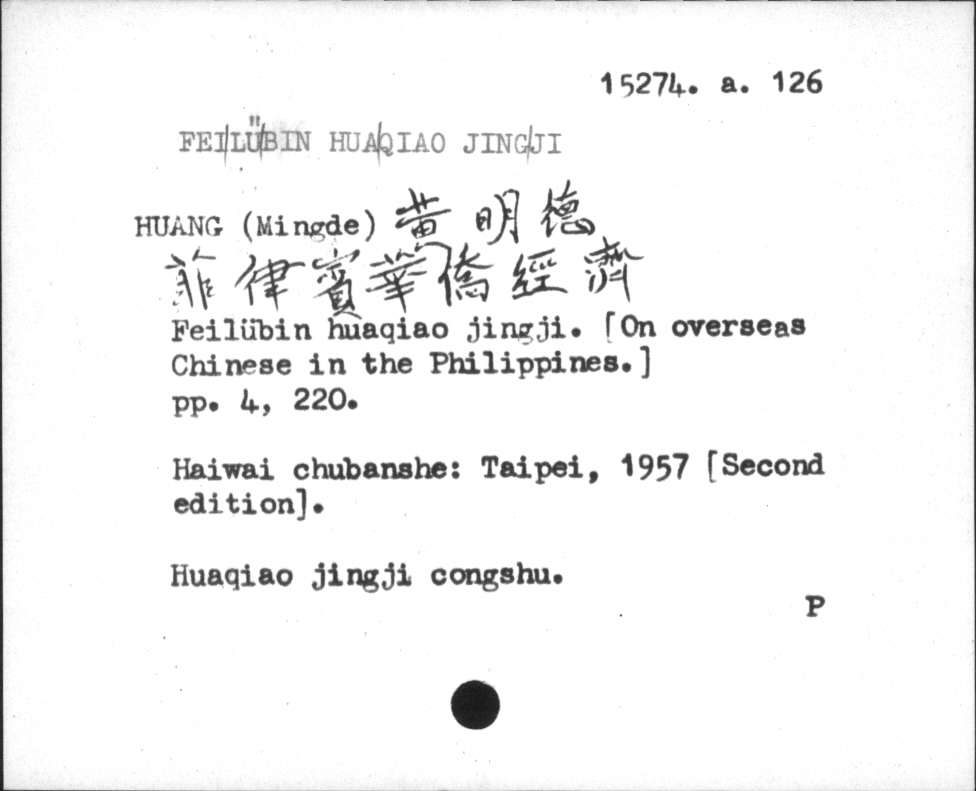 15274. a. 126
FEI/LÜ/BIN HUA/QIAO JING/JI
HUANG (Mingde) 黃明德
菲律賓華僑經濟
Feilübin huaqiao jingji. [On overseas
Chinese in the Philippines.]
pp. 4, 220.
Haiwai chubanshe: Taipei, 1957 [Second
edition].
Huaqiao jingji congshu.
P